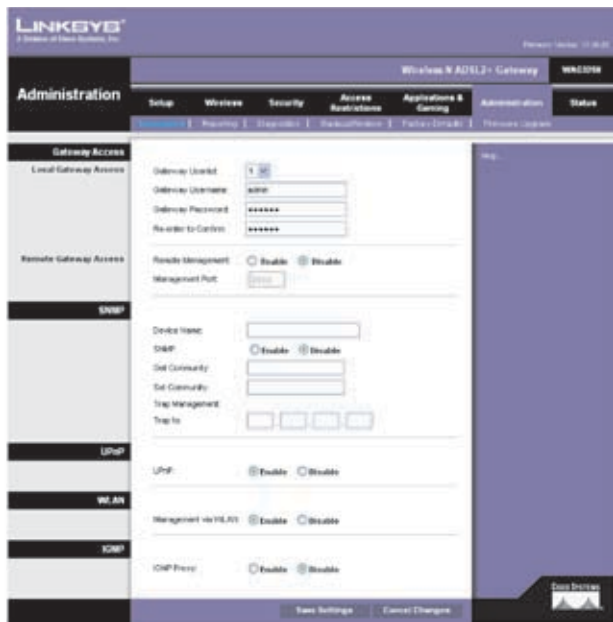 LINKSYS®
A Division of Cisco Systems, Inc.
Firmware Version:
Wireless-N ADSL2+ Gateway
Administration
Setup
Wireless
Security
Access Restrictions
Applications & Gaming
Administration
Status
Management
Reporting
Diagnostics
Backup&Restore
Factory Defaults
Firmware Upgrade
Gateway Access
Local Gateway Access
Gateway Userlist:
1
Gateway Username:
admin
Gateway Password:
••••••
Re-enter to Confirm:
••••••
Help...
Remote Gateway Access
Remote Management:
Enable
Disable
Management Port:
SNMP
Device Name:
SNMP:
Enable
Disable
Get Community:
Set Community:
Trap Management:
Trap to:
UPnP
UPnP:
Enable
Disable
WLAN
Management via WLAN:
Enable
Disable
IGMP
IGMP Proxy:
Enable
Disable
Save Settings
Cancel Changes
Cisco Systems